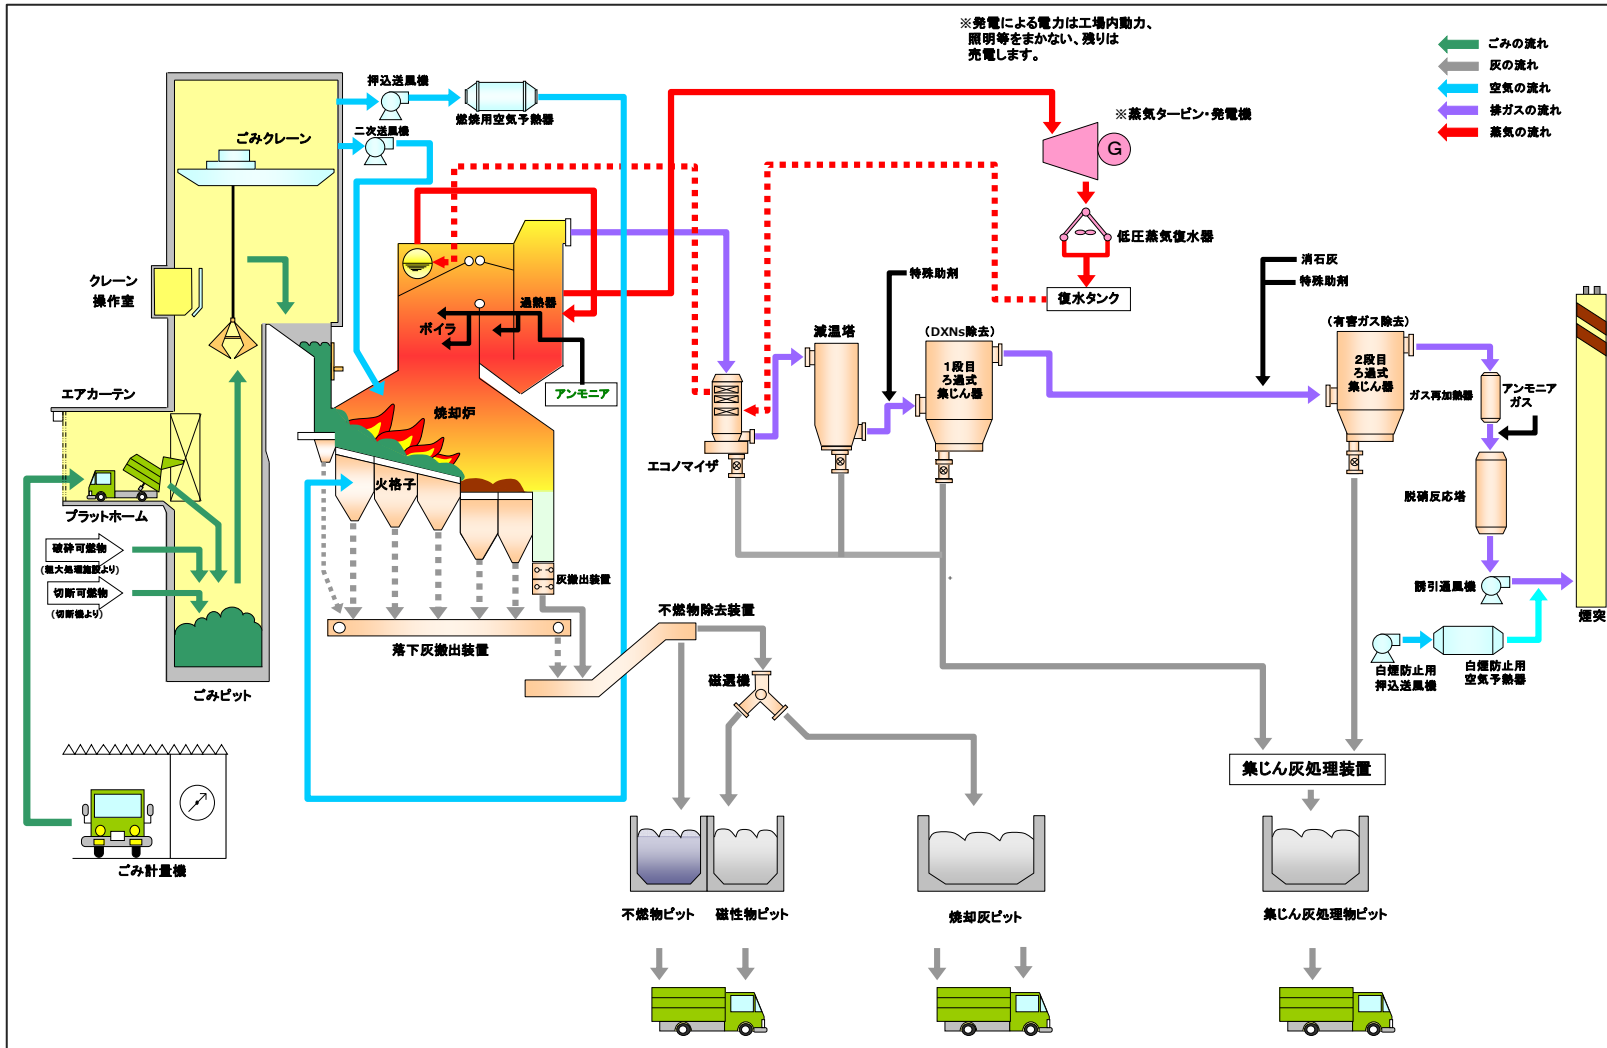 ※発電による電力は工場内動力、
照明等をまかない、残りは
売電します。
ごみの流れ
灰の流れ
空気の流れ
排ガスの流れ
蒸気の流れ
押込送風機
燃焼用空気予熱器
二次送風機
ごみクレーン
※蒸気タービン・発電機
G
低圧蒸気復水器
復水タンク
クレーン
操作室
過熱器
ボイラ
アンモニア
特殊助剤
消石灰
特殊助剤
減温塔
(DXNs除去)
1段目
ろ過式
集じん器
(有害ガス除去)
2段目
ろ過式
集じん器
ガス再加熱器
アンモニア
ガス
エアカーテン
焼却炉
エコノマイザ
火格子
プラットホーム
脱硝反応塔
破砕可燃物
(粗大処理施設より)
切断可燃物
(切断機より)
灰搬出装置
誘引通風機
煙突
不燃物除去装置
落下灰搬出装置
磁選機
白煙防止用
押込送風機
白煙防止用
空気予熱器
ごみピット
集じん灰処理装置
ごみ計量機
不燃物ピット
磁性物ピット
焼却灰ピット
集じん灰処理物ピット